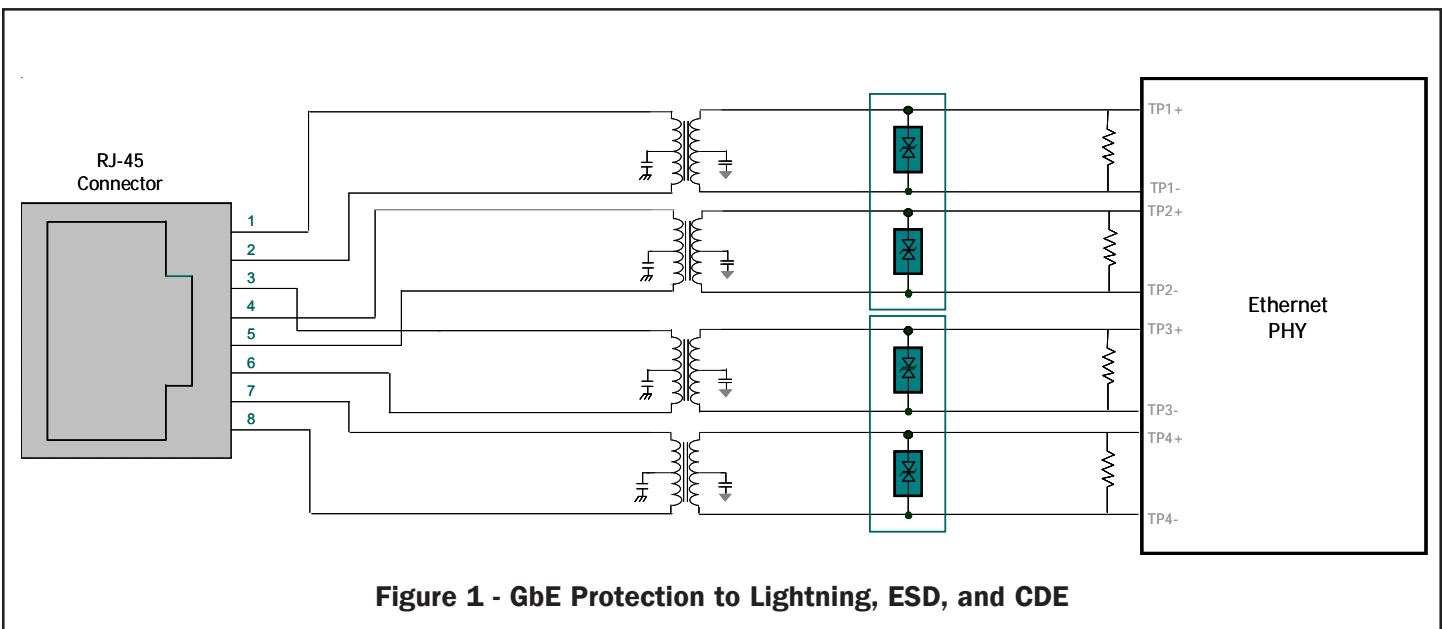 RJ-45
Connector
1
2
3
4
5
6
7
8
TP1+
TP1-
TP2+
TP2-
TP3+
TP3-
TP4+
TP4-
Ethernet
PHY
Figure 1 - GbE Protection to Lightning, ESD, and CDE